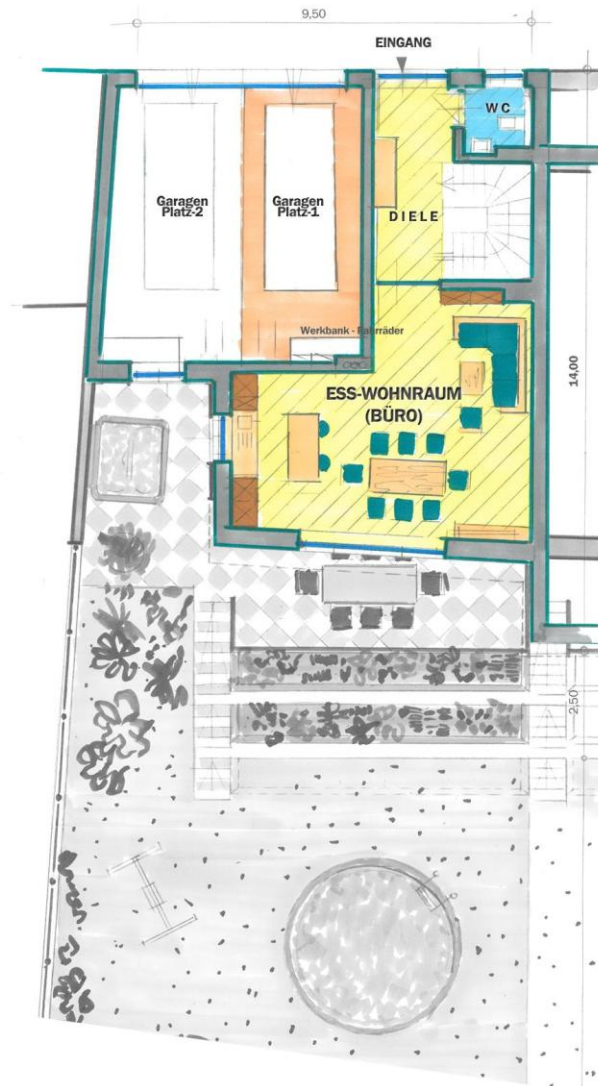 9,50
EINGANG
WC
Garagen
Platz-2
Garagen
Platz-1
DIELE
Werkbank - Fahrräder
ESS-WOHNRAUM
(BÜRO)
14,00
2,50